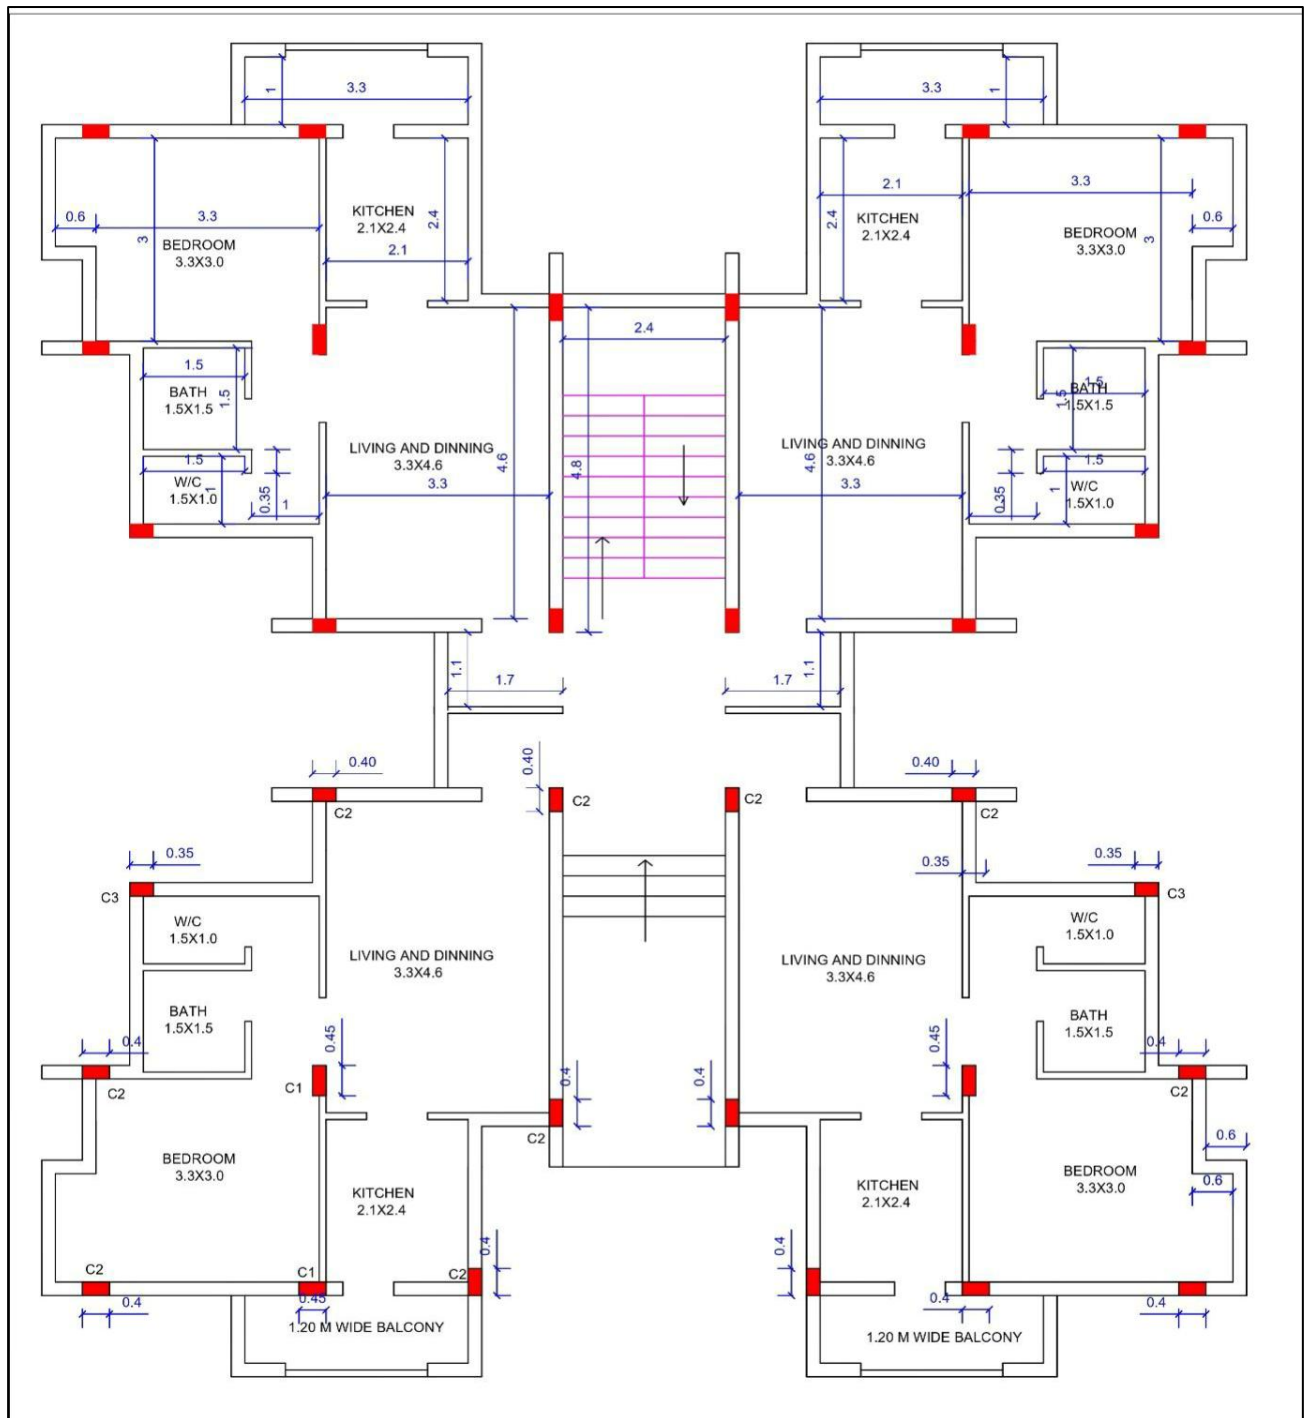 3.3
1
3.3
1
0.6
3.3
3
BEDROOM
3.3X3.0
KITCHEN
2.1X2.4
2.4
2.1
2.1
2.4
KITCHEN
2.1X2.4
3.3
3
BEDROOM
3.3X3.0
0.6
2.4
1.5
1.5
BATH
1.5X1.5
1.5
1.5
BATH
1.5X1.5
LIVING AND DINNING
3.3X4.6
3.3
4.6
4.8
LIVING AND DINNING
3.3X4.6
4.6
3.3
1.5
W/C
1.5X1.0
1
0.35
1
1.5
W/C
1.5X1.0
1
0.35
1.1
1.7
1.7
1.1
0.40
C2
0.40
C2
C2
0.40
C2
0.35
C3
0.35
0.35
C3
W/C
1.5X1.0
LIVING AND DINNING
3.3X4.6
LIVING AND DINNING
3.3X4.6
W/C
1.5X1.0
BATH
1.5X1.5
BATH
1.5X1.5
0.4
C2
0.45
C1
0.4
C2
0.4
0.45
0.4
C2
BEDROOM
3.3X3.0
KITCHEN
2.1X2.4
KITCHEN
2.1X2.4
BEDROOM
3.3X3.0
0.6
0.6
C2
0.4
C1
0.45
C2
0.4
0.4
0.4
0.4
1.20 M WIDE BALCONY
1.20 M WIDE BALCONY